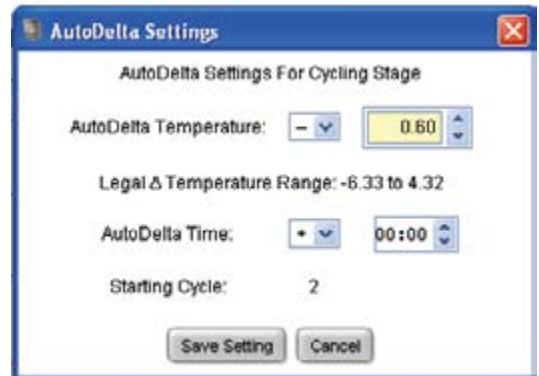 AutoDelta Settings
AutoDelta Settings For Cycling Stage
AutoDelta Temperature: – 0.60
Legal Δ Temperature Range: -6.33 to 4.32
AutoDelta Time: + 00:00
Starting Cycle: 2
Save Setting Cancel